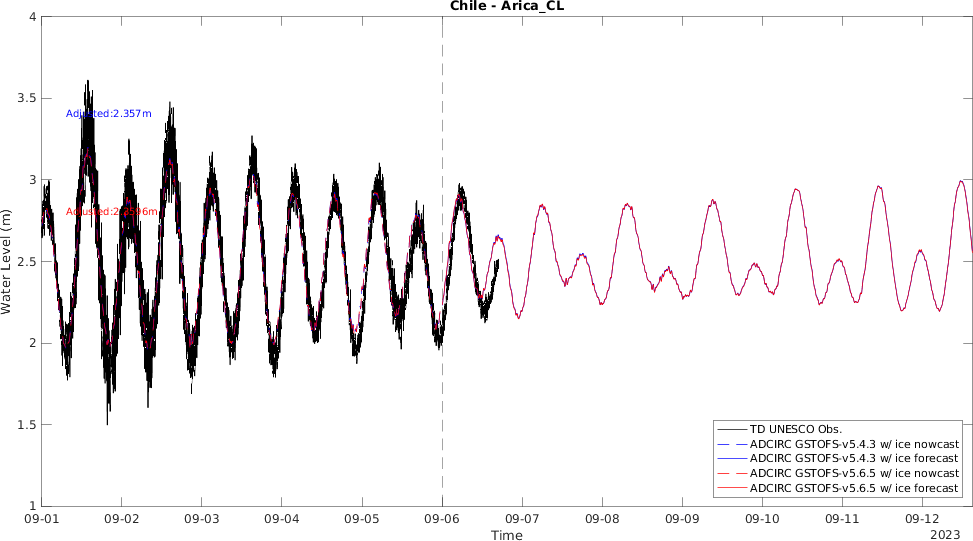 Chile - Arica_CL
4
3.5
3
2.5
2
1.5
1
Water Level (m)
Adjusted:2.357m
TD UNESCO Obs.
ADCIRC GSTOFS-v5.4.3 w/ ice nowcast
ADCIRC GSTOFS-v5.4.3 w/ ice forecast
ADCIRC GSTOFS-v5.6.5 w/ ice nowcast
ADCIRC GSTOFS-v5.6.5 w/ ice forecast
09-01 09-02 09-03 09-04 09-05 09-06 09-07 09-08 09-09 09-10 09-11 09-12
Time
2023